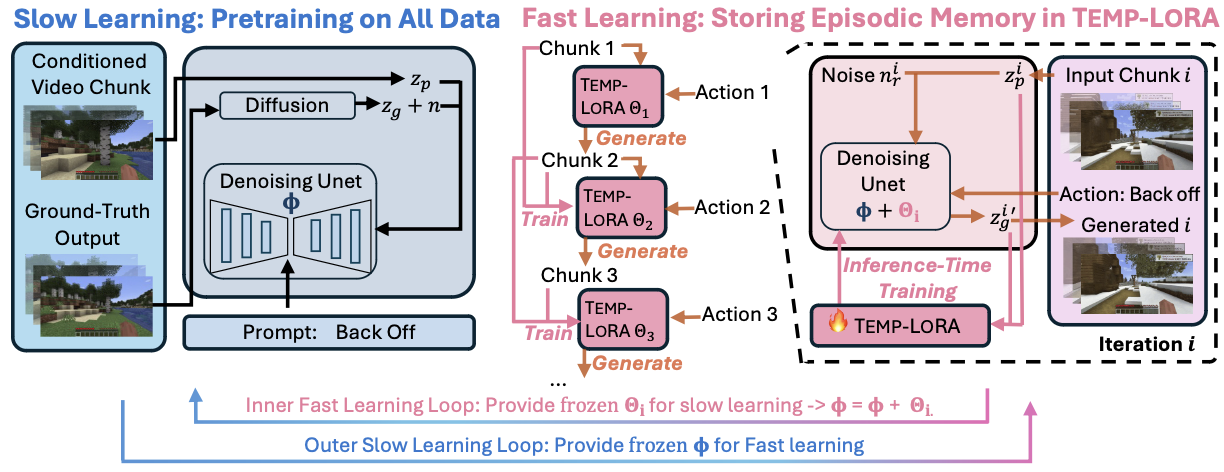 Slow Learning: Pretraining on All Data
Conditioned
Video Chunk
Ground-Truth
Output
z_p
Diffusion
z_g + n
Denoising Unet
ϕ
Prompt: Back Off
Fast Learning: Storing Episodic Memory in TEMP-LORA
Chunk 1
TEMP-
LORA Θ₁
Action 1
Generate
Chunk 2
Train
TEMP-
LORA Θ₂
Action 2
Generate
Chunk 3
Train
TEMP-
LORA Θ₃
Action 3
Generate
...
Noise n_r^i
z_p^i
Input Chunk i
Denoising
Unet
ϕ + Θ_i
Action: Back off
z_g^i′
Generated i
Inference-Time
Training
TEMP-LORA
Iteration i
Inner Fast Learning Loop: Provide frozen Θ_i for slow learning -> ϕ = ϕ + Θ_i.
Outer Slow Learning Loop: Provide frozen ϕ for Fast learning